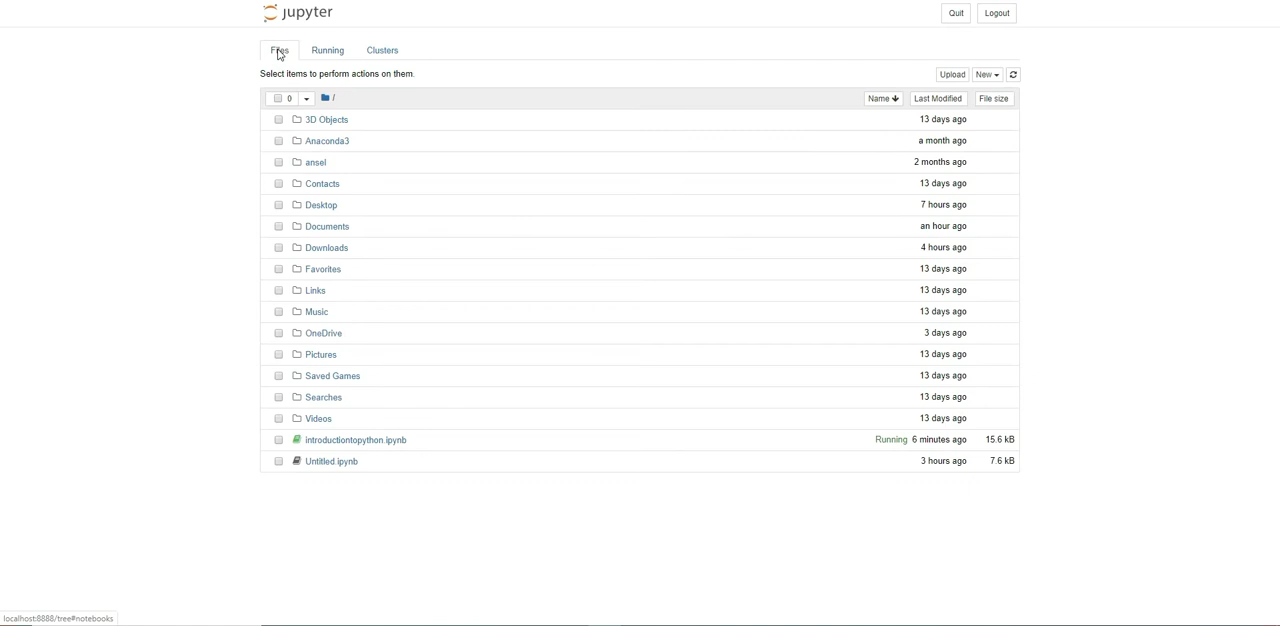 jupyter Quit Logout
Files Running Clusters
Select items to perform actions on them. Upload New
0 / Name Last Modified File size
3D Objects 13 days ago
Anaconda3 a month ago
ansel 2 months ago
Contacts 13 days ago
Desktop 7 hours ago
Documents an hour ago
Downloads 4 hours ago
Favorites 13 days ago
Links 13 days ago
Music 13 days ago
OneDrive 3 days ago
Pictures 13 days ago
Saved Games 13 days ago
Searches 13 days ago
Videos 13 days ago
introductiontopython.ipynb Running 6 minutes ago 15.6 kB
Untitled.ipynb 3 hours ago 7.6 kB
localhost:8888/tree#notebooks